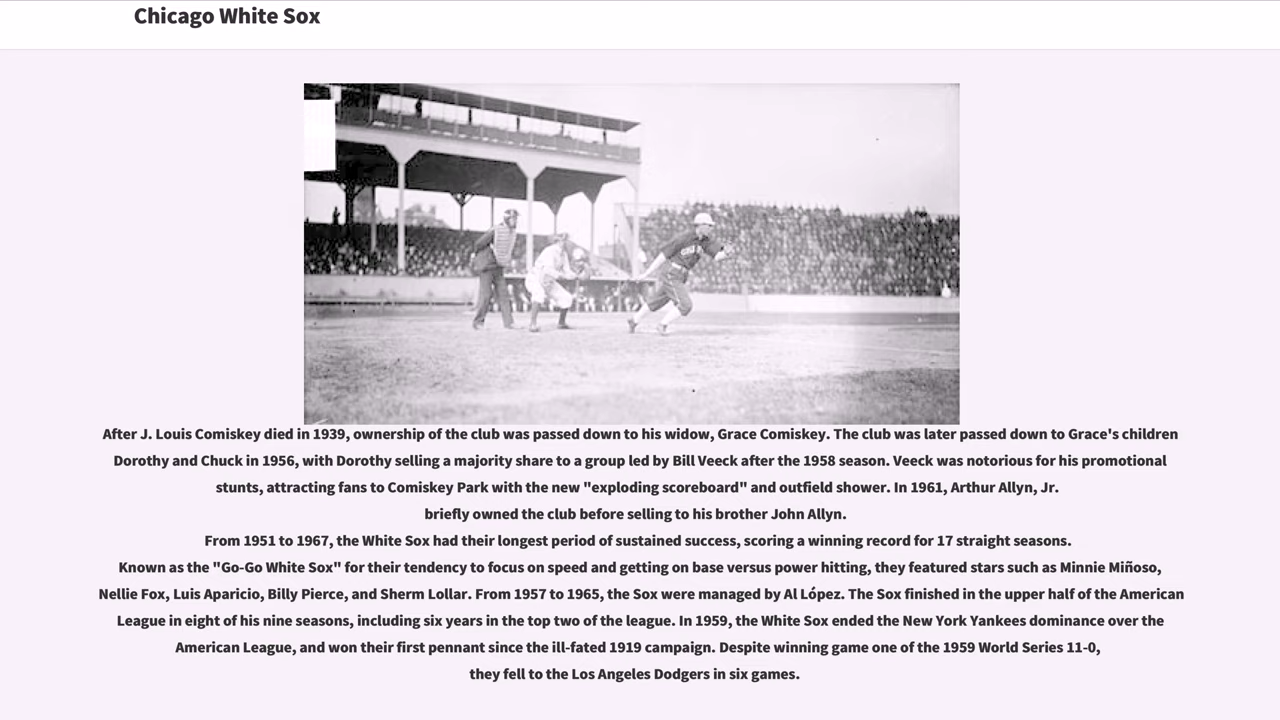 Chicago White Sox
After J. Louis Comiskey died in 1939, ownership of the club was passed down to his widow, Grace Comiskey. The club was later passed down to Grace's children
Dorothy and Chuck in 1956, with Dorothy selling a majority share to a group led by Bill Veeck after the 1958 season. Veeck was notorious for his promotional
stunts, attracting fans to Comiskey Park with the new "exploding scoreboard" and outfield shower. In 1961, Arthur Allyn, Jr.
briefly owned the club before selling to his brother John Allyn.
From 1951 to 1967, the White Sox had their longest period of sustained success, scoring a winning record for 17 straight seasons.
Known as the "Go-Go White Sox" for their tendency to focus on speed and getting on base versus power hitting, they featured stars such as Minnie Miñoso,
Nellie Fox, Luis Aparicio, Billy Pierce, and Sherm Lollar. From 1957 to 1965, the Sox were managed by Al López. The Sox finished in the upper half of the American
League in eight of his nine seasons, including six years in the top two of the league. In 1959, the White Sox ended the New York Yankees dominance over the
American League, and won their first pennant since the ill-fated 1919 campaign. Despite winning game one of the 1959 World Series 11-0,
they fell to the Los Angeles Dodgers in six games.